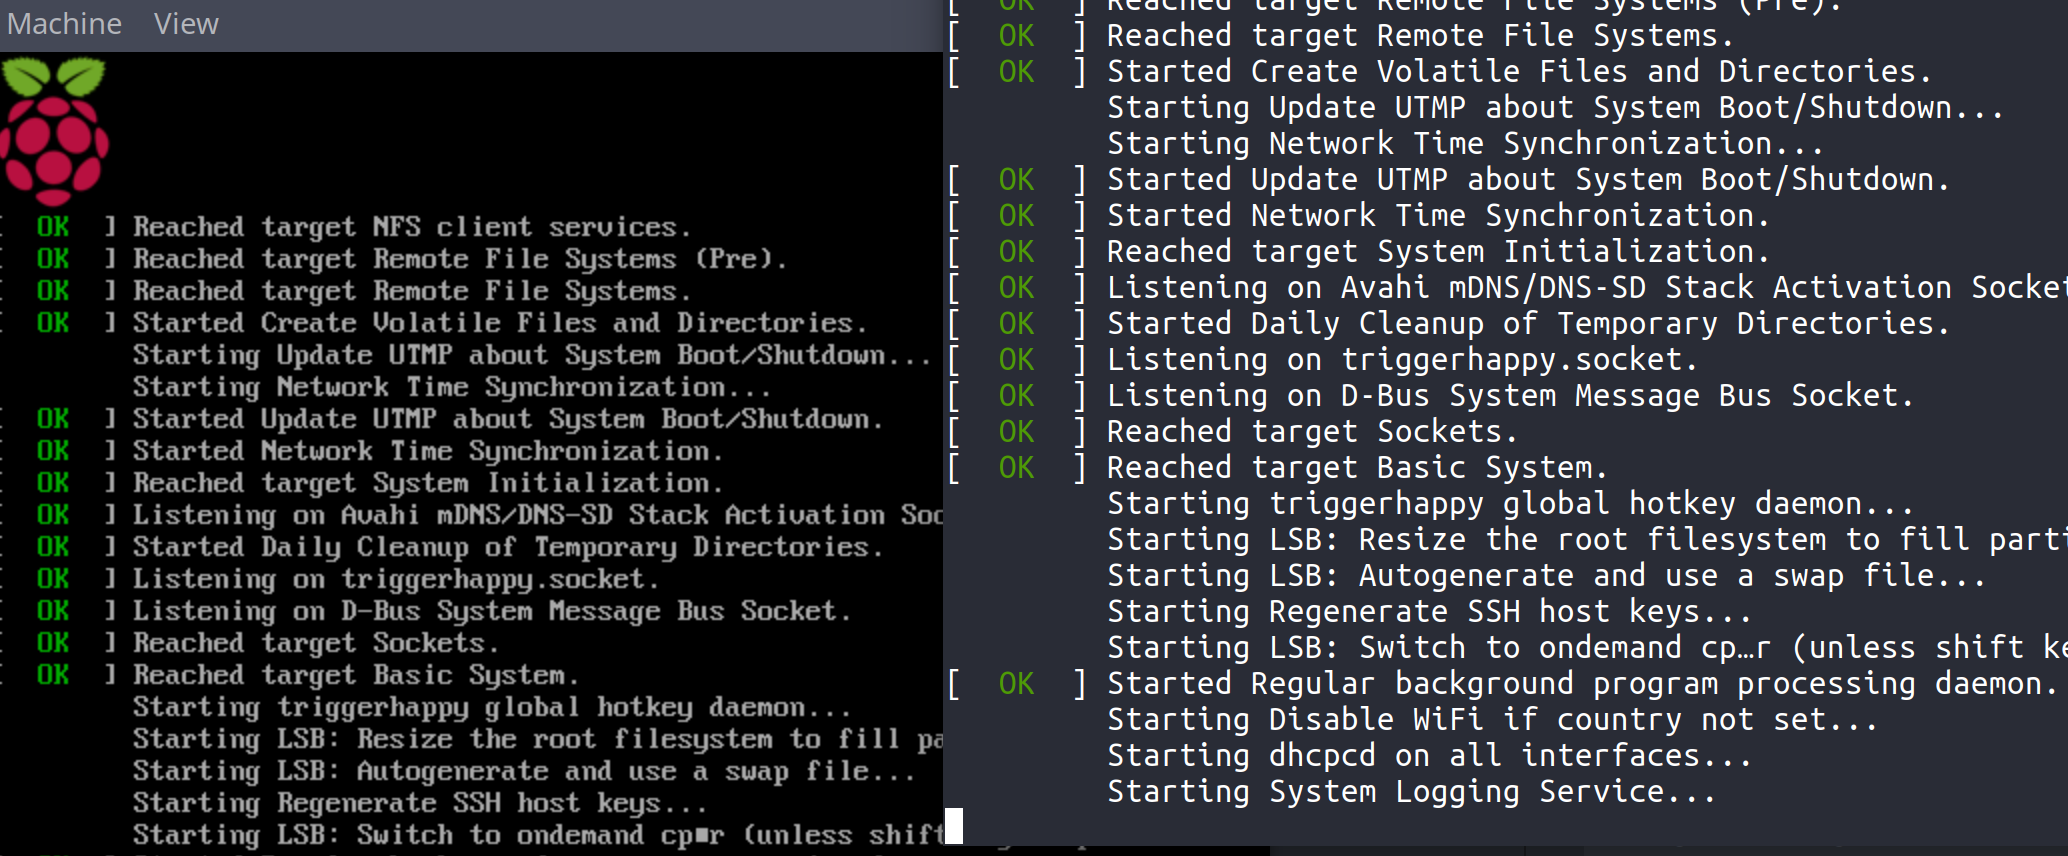 Machine View
[ OK ] Reached target NFS client services.
[ OK ] Reached target Remote File Systems (Pre).
[ OK ] Reached target Remote File Systems.
[ OK ] Started Create Volatile Files and Directories.
Starting Update UTMP about System Boot/Shutdown...
Starting Network Time Synchronization...
[ OK ] Started Update UTMP about System Boot/Shutdown.
[ OK ] Started Network Time Synchronization.
[ OK ] Reached target System Initialization.
[ OK ] Listening on Avahi mDNS/DNS-SD Stack Activation Soc
[ OK ] Started Daily Cleanup of Temporary Directories.
[ OK ] Listening on triggerhappy.socket.
[ OK ] Listening on D-Bus System Message Bus Socket.
[ OK ] Reached target Sockets.
[ OK ] Reached target Basic System.
Starting triggerhappy global hotkey daemon...
Starting LSB: Resize the root filesystem to fill pa
Starting LSB: Autogenerate and use a swap file...
Starting Regenerate SSH host keys...
Starting LSB: Switch to ondemand cp■r (unless shift
[ OK ] Reached target Remote File Systems (Pre).
[ OK ] Reached target Remote File Systems.
[ OK ] Started Create Volatile Files and Directories.
Starting Update UTMP about System Boot/Shutdown...
Starting Network Time Synchronization...
[ OK ] Started Update UTMP about System Boot/Shutdown.
[ OK ] Started Network Time Synchronization.
[ OK ] Reached target System Initialization.
[ OK ] Listening on Avahi mDNS/DNS-SD Stack Activation Socket
[ OK ] Started Daily Cleanup of Temporary Directories.
[ OK ] Listening on triggerhappy.socket.
[ OK ] Listening on D-Bus System Message Bus Socket.
[ OK ] Reached target Sockets.
[ OK ] Reached target Basic System.
Starting triggerhappy global hotkey daemon...
Starting LSB: Resize the root filesystem to fill parti
Starting LSB: Autogenerate and use a swap file...
Starting Regenerate SSH host keys...
Starting LSB: Switch to ondemand cp…r (unless shift ke
[ OK ] Started Regular background program processing daemon.
Starting Disable WiFi if country not set...
Starting dhcpcd on all interfaces...
Starting System Logging Service...